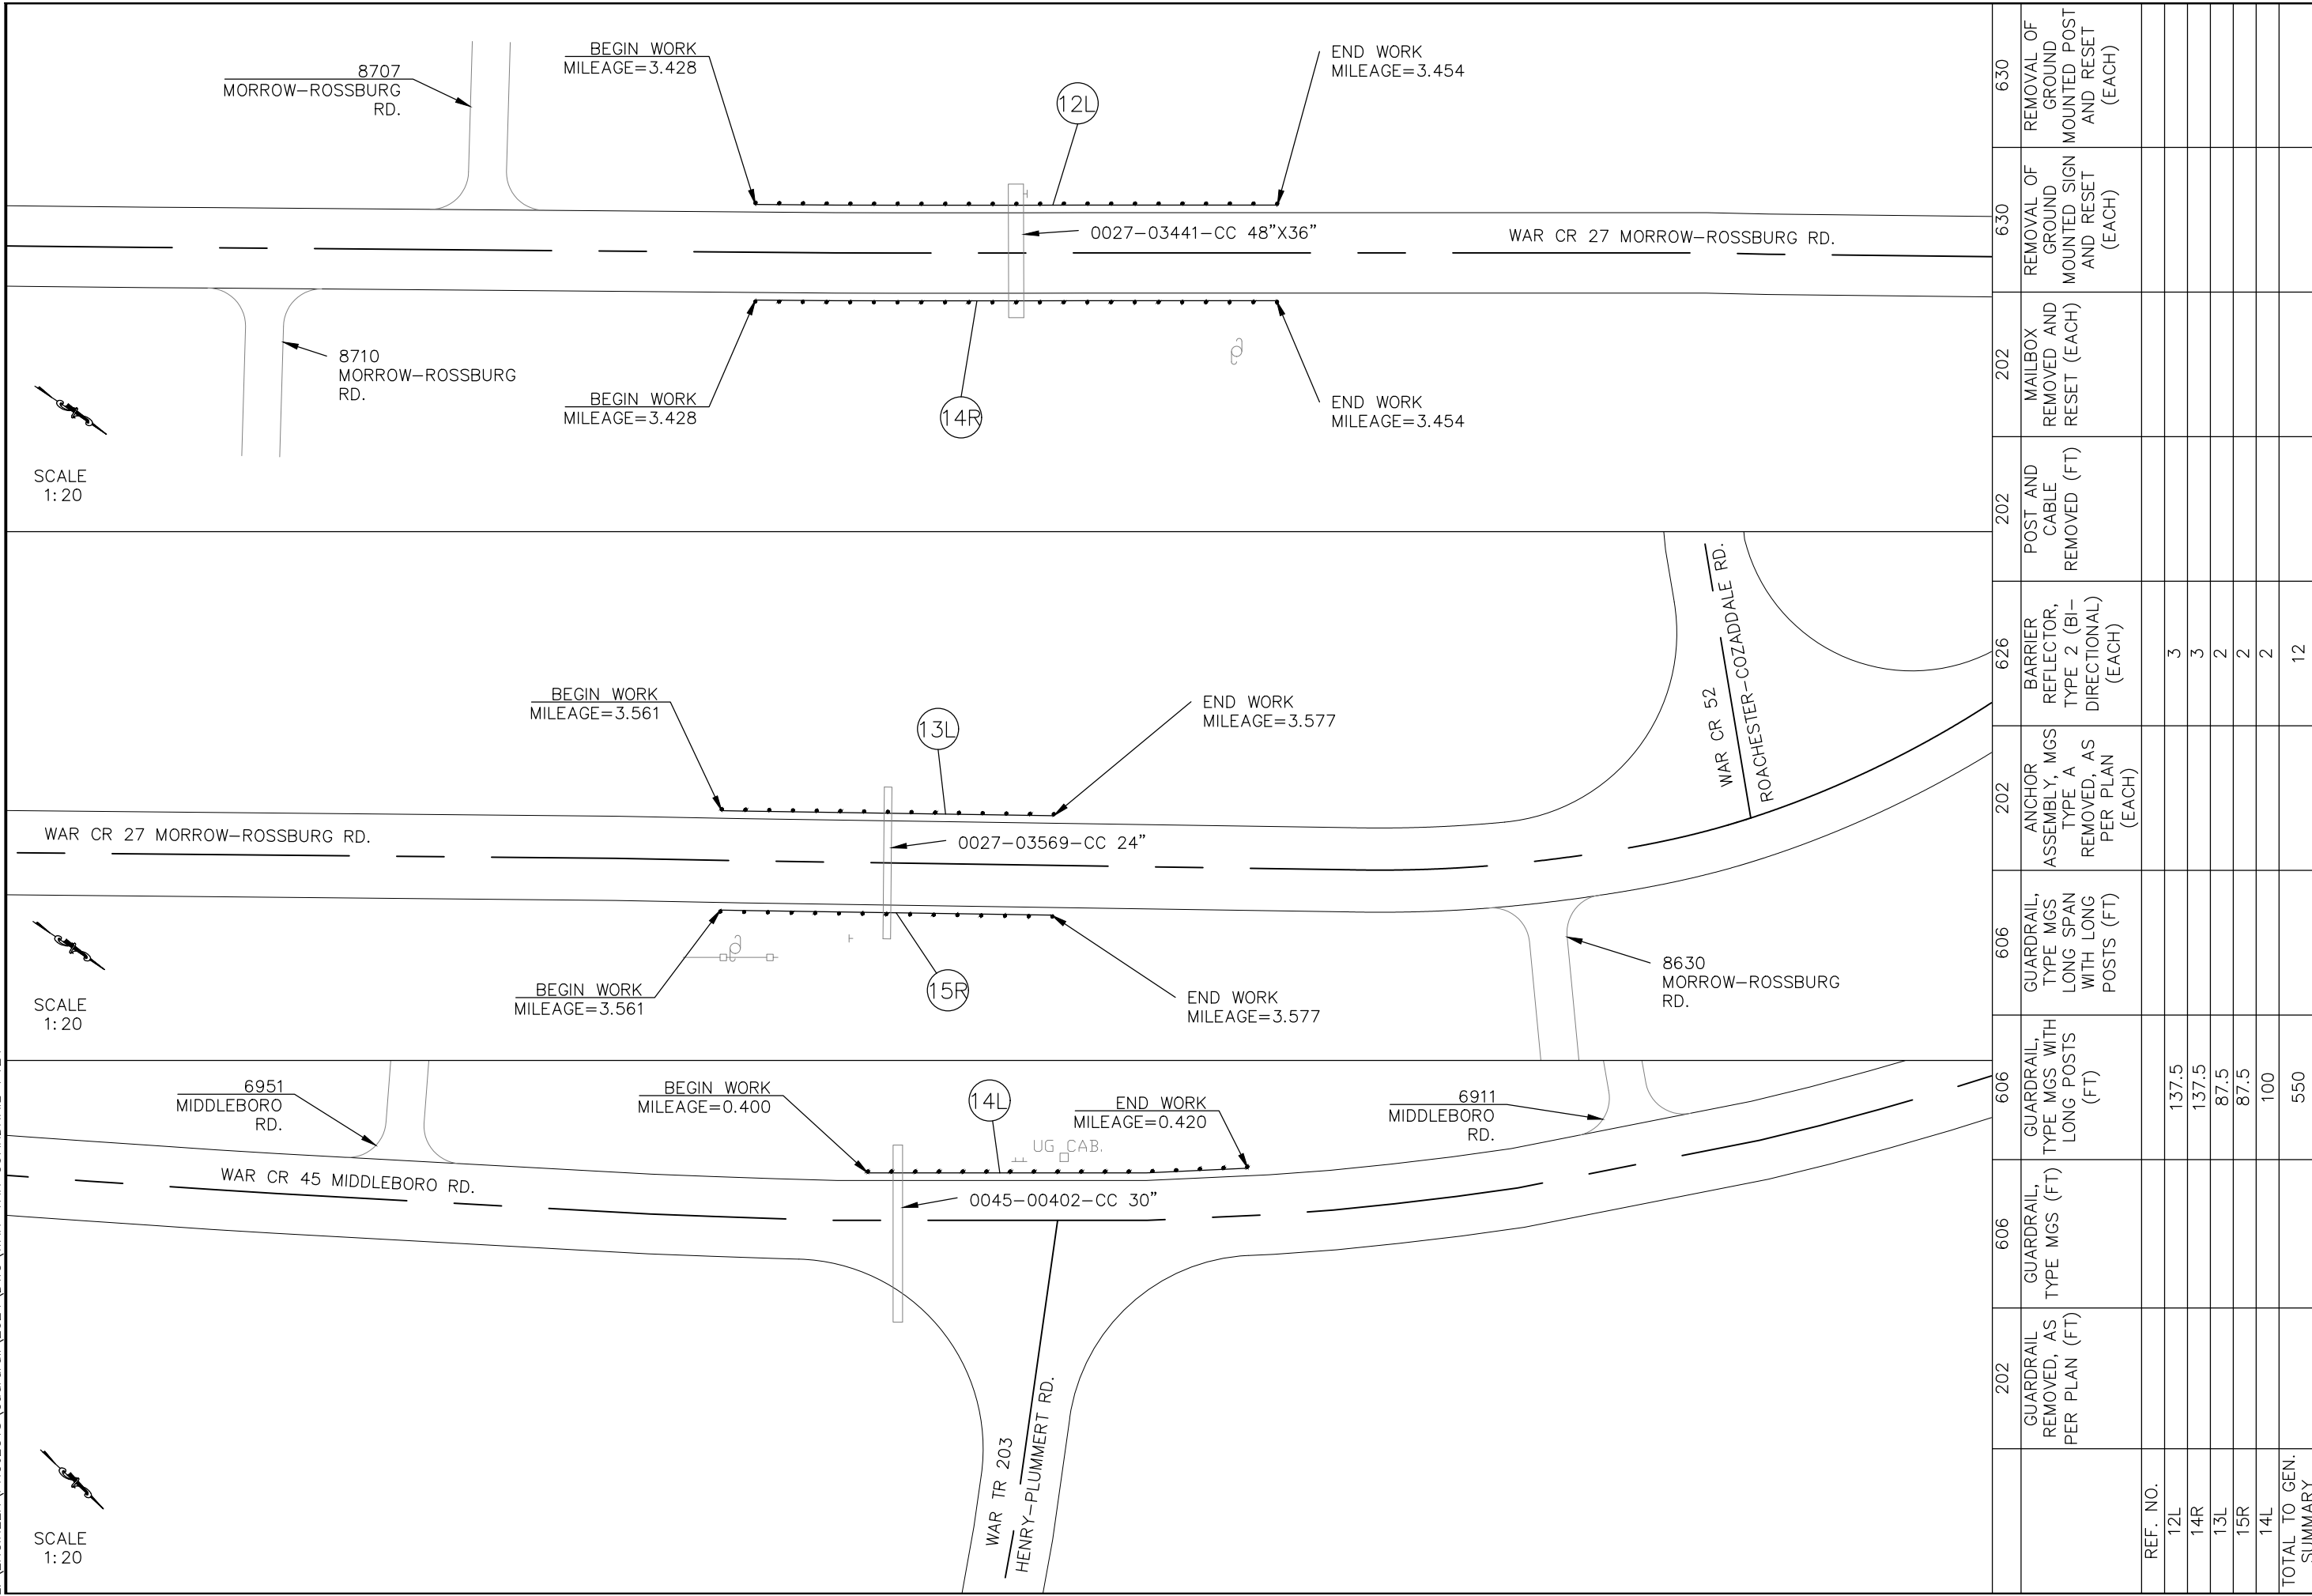 8707
MORROW–ROSSBURG
RD.
BEGIN WORK
MILEAGE=3.428
12L
END WORK
MILEAGE=3.454
0027–03441–CC 48”X36”
WAR CR 27 MORROW–ROSSBURG RD.
8710
MORROW–ROSSBURG
RD.
BEGIN WORK
MILEAGE=3.428
14R
END WORK
MILEAGE=3.454
SCALE
1:20
BEGIN WORK
MILEAGE=3.561
13L
END WORK
MILEAGE=3.577
WAR CR 52
ROACHESTER–COZADDALE RD.
WAR CR 27 MORROW–ROSSBURG RD.
0027–03569–CC 24”
BEGIN WORK
MILEAGE=3.561
15R
END WORK
MILEAGE=3.577
8630
MORROW–ROSSBURG
RD.
SCALE
1:20
6951
MIDDLEBORO
RD.
BEGIN WORK
MILEAGE=0.400
14L
END WORK
MILEAGE=0.420
UG CAB.
6911
MIDDLEBORO
RD.
WAR CR 45 MIDDLEBORO RD.
0045–00402–CC 30”
WAR TR 203
HENRY–PLUMMERT RD.
SCALE
1:20
REF. NO.
12L
14R
13L
15R
14L
TOTAL TO GEN.
SUMMARY
202
GUARDRAIL
REMOVED, AS
PER PLAN (FT)
606
GUARDRAIL,
TYPE MGS (FT)
606
GUARDRAIL,
TYPE MGS WITH
LONG POSTS
(FT)
137.5
137.5
87.5
87.5
100
550
606
GUARDRAIL,
TYPE MGS
LONG SPAN
WITH LONG
POSTS (FT)
202
ANCHOR
ASSEMBLY, MGS
TYPE A
REMOVED, AS
PER PLAN
(EACH)
626
BARRIER
REFLECTOR,
TYPE 2 (BI–
DIRECTIONAL)
(EACH)
3
3
2
2
2
12
202
POST AND
CABLE
REMOVED (FT)
202
MAILBOX
REMOVED AND
RESET (EACH)
630
REMOVAL OF
GROUND
MOUNTED SIGN
AND RESET
(EACH)
630
REMOVAL OF
GROUND
MOUNTED POST
AND RESET
(EACH)